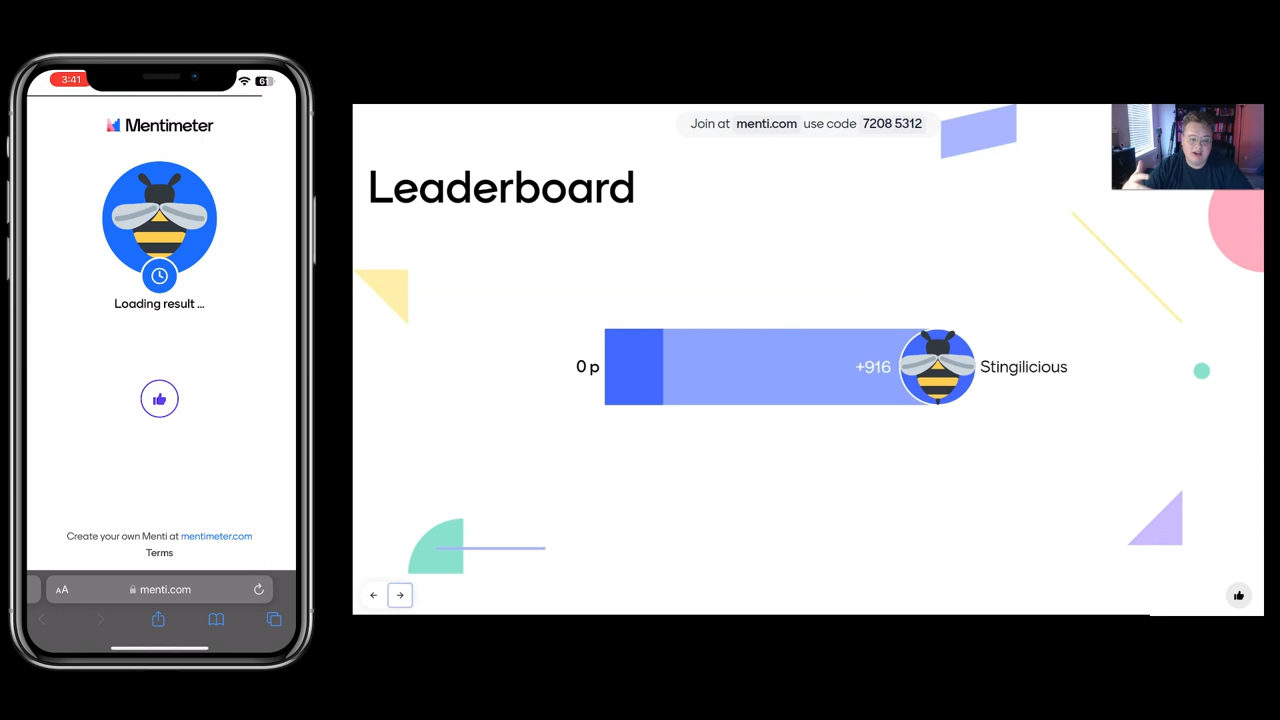 3:41
Mentimeter
Loading result ...
Create your own Menti at mentimeter.com
Terms
AA
menti.com
Join at menti.com use code 7208 5312
Leaderboard
0 p
+916
Stingilicious